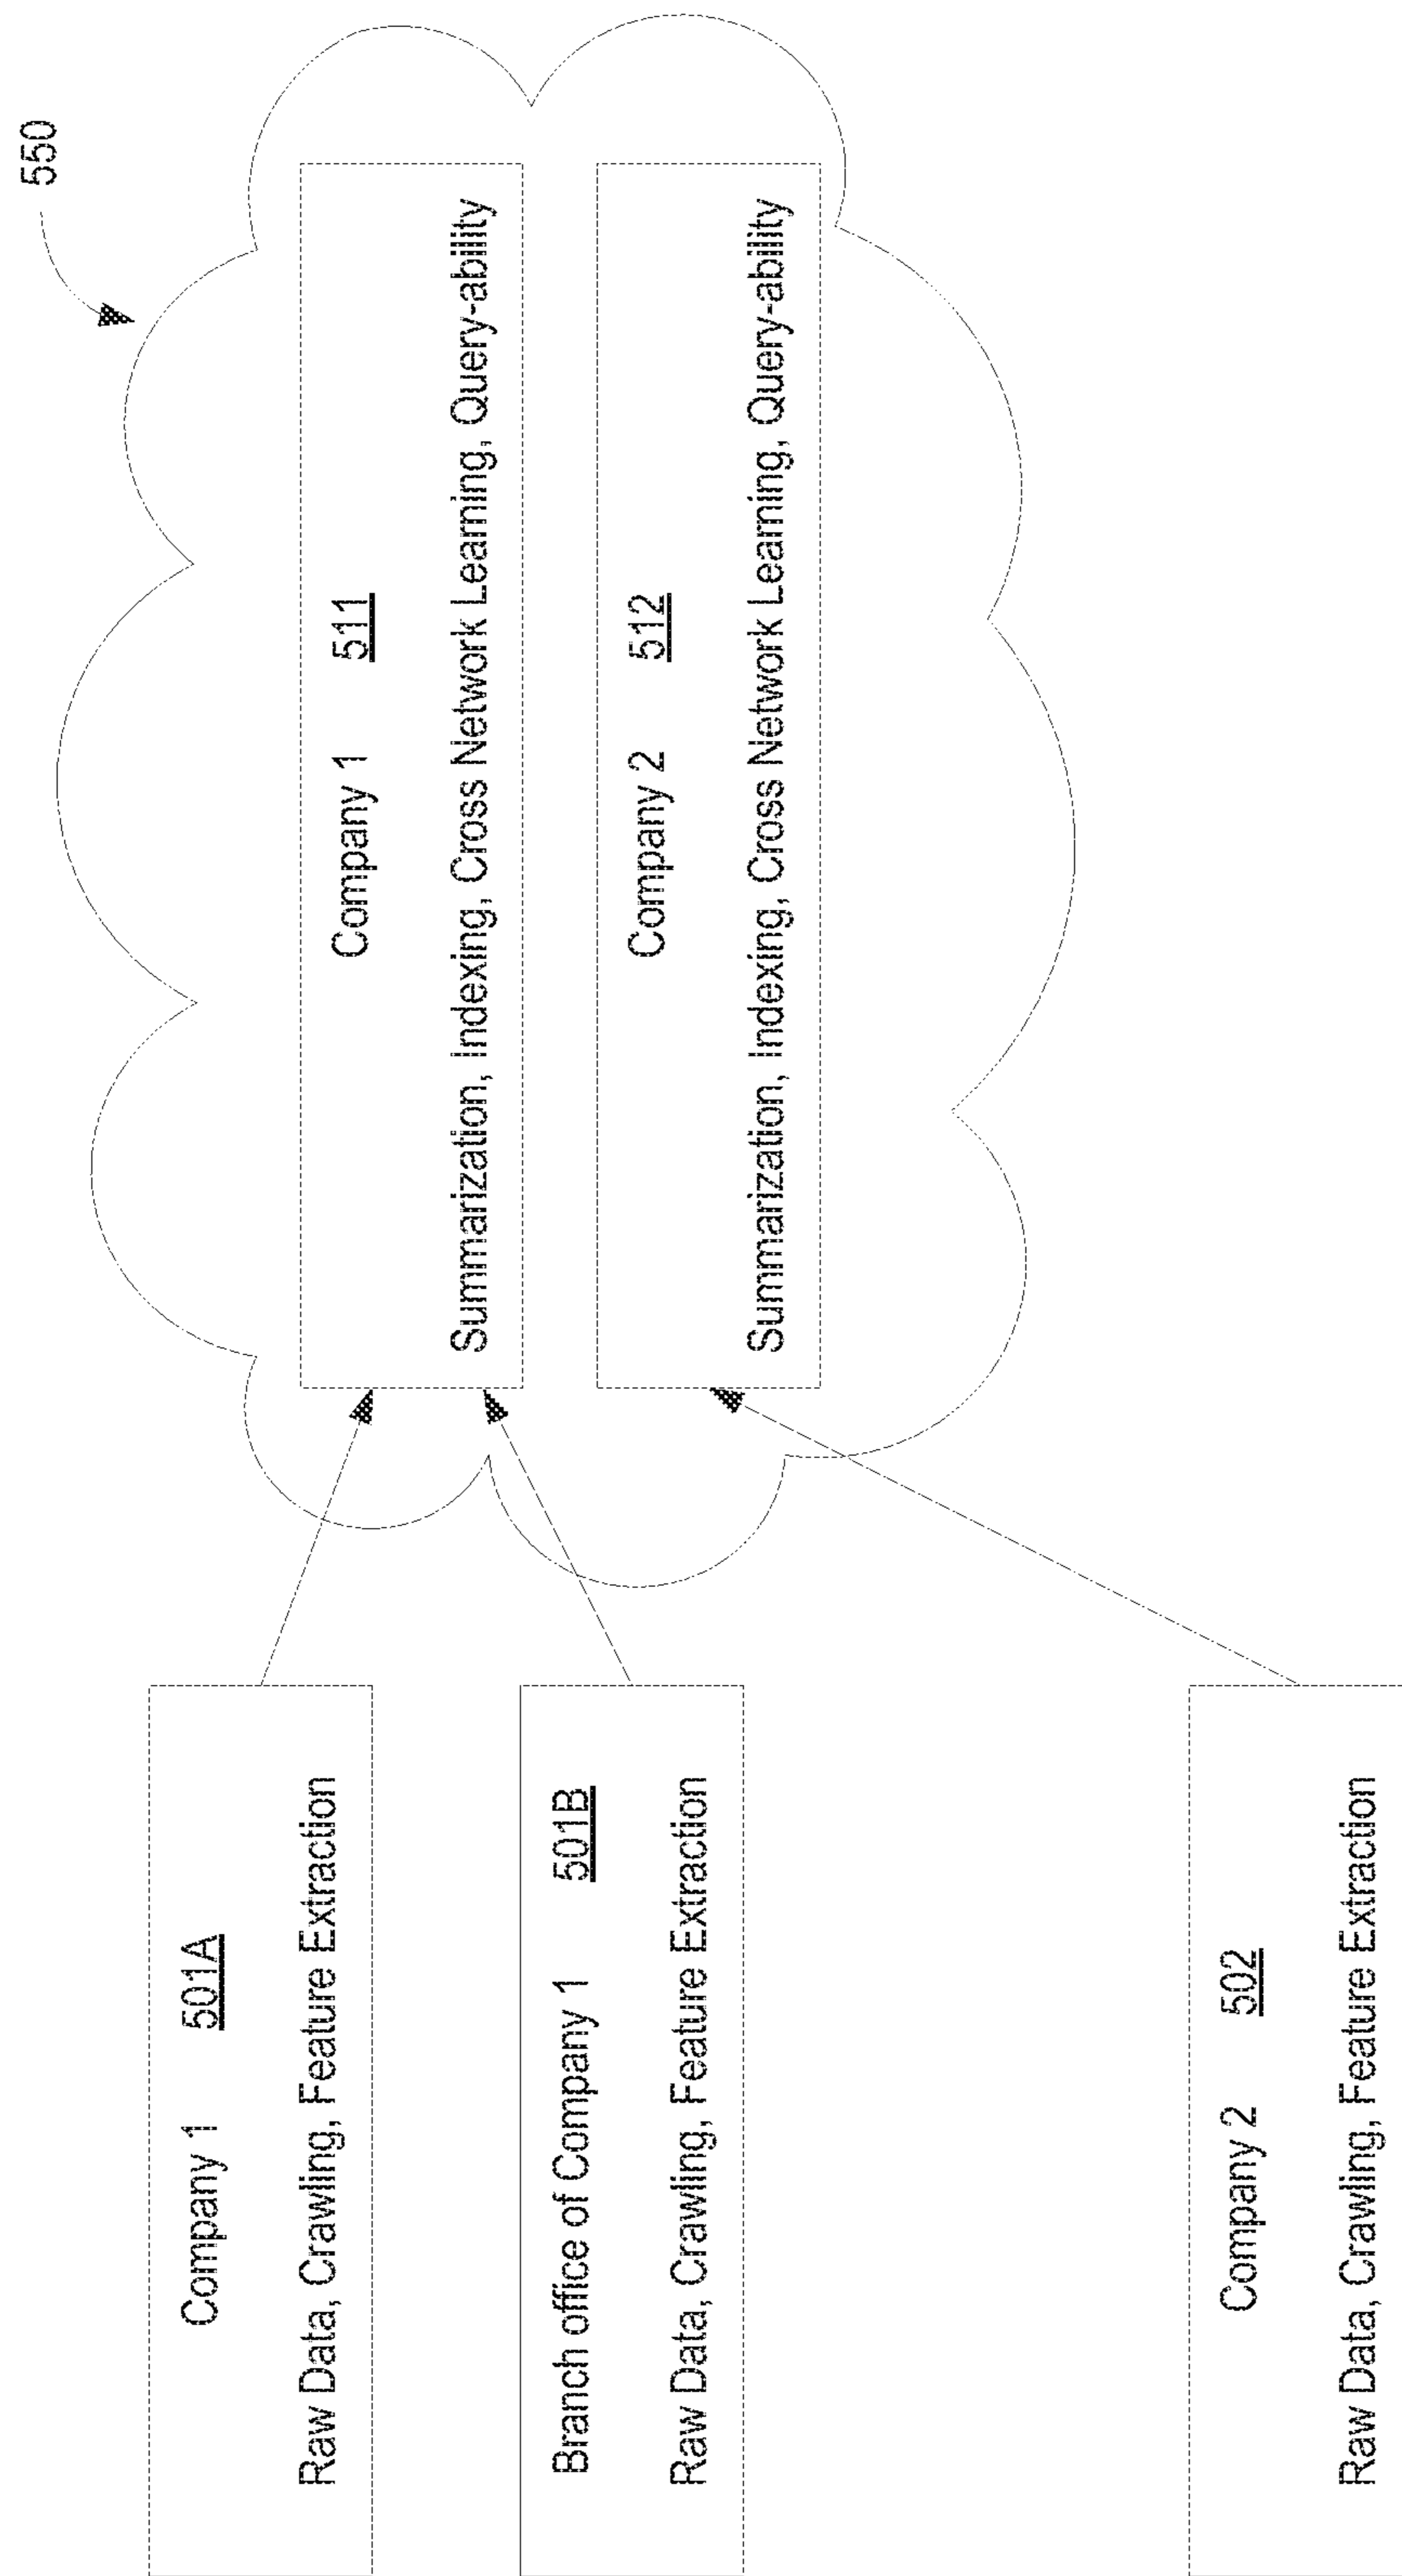 550
Company 1 511
Summarization, Indexing, Cross Network Learning, Query-ability
Company 2 512
Summarization, Indexing, Cross Network Learning, Query-ability
Company 1 501A
Raw Data, Crawling, Feature Extraction
Branch office of Company 1 501B
Raw Data, Crawling, Feature Extraction
Company 2 502
Raw Data, Crawling, Feature Extraction